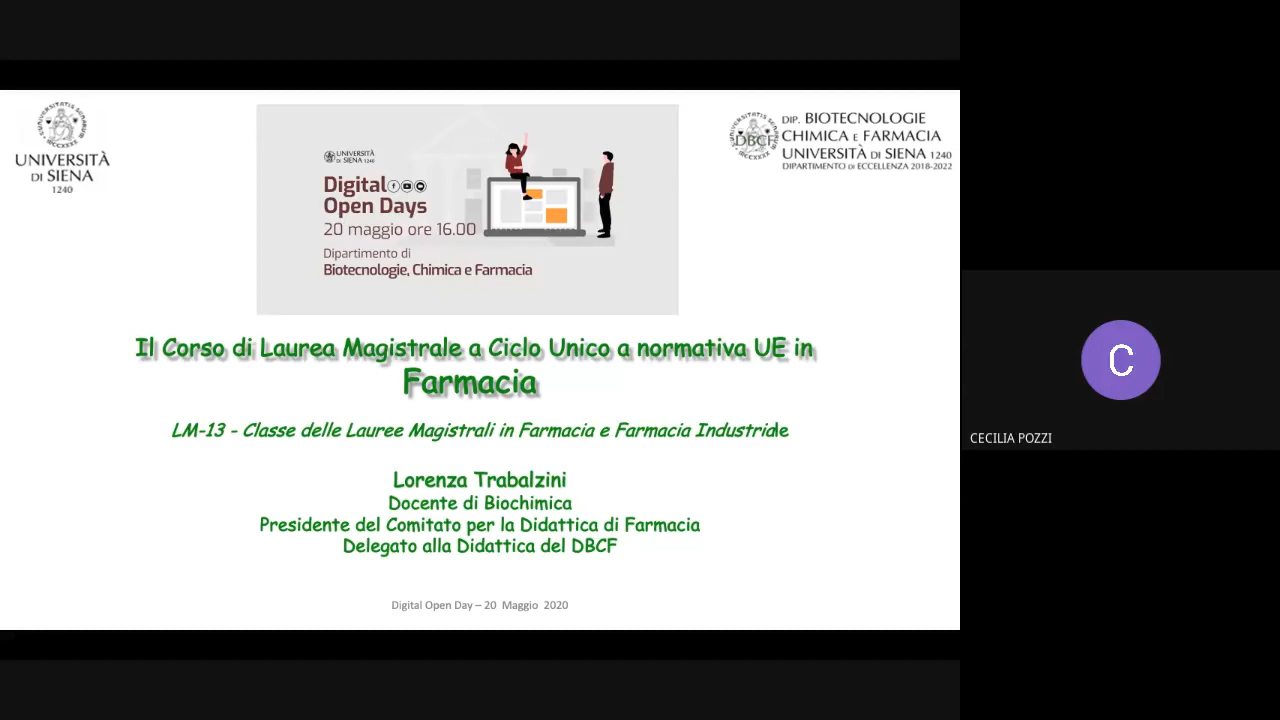 UNIVERSITÀ
DI SIENA
1240
UNIVERSITÀ
DI SIENA 1240
Digital
Open Days
20 maggio ore 16.00
Dipartimento di
Biotecnologie, Chimica e Farmacia
DBCF
DIP. BIOTECNOLOGIE
CHIMICA E FARMACIA
UNIVERSITÀ DI SIENA 1240
DIPARTIMENTO DI ECCELLENZA 2018-2022
Il Corso di Laurea Magistrale a Ciclo Unico a normativa UE in
Farmacia
LM-13 - Classe delle Lauree Magistrali in Farmacia e Farmacia Industriale
Lorenza Trabalzini
Docente di Biochimica
Presidente del Comitato per la Didattica di Farmacia
Delegato alla Didattica del DBCF
Digital Open Day – 20 Maggio 2020
C
CECILIA POZZI